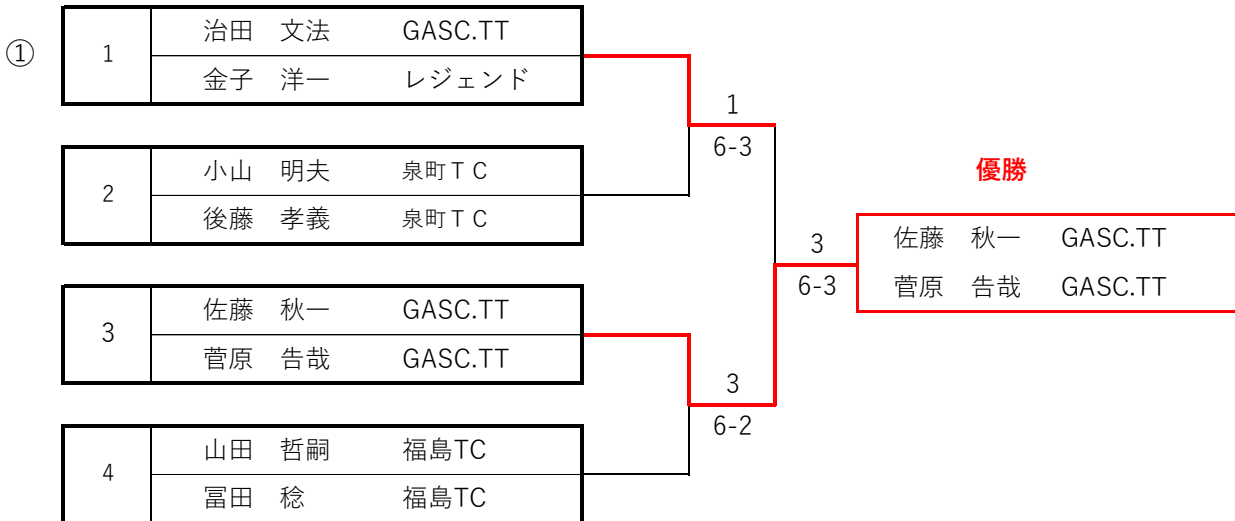 ①
1
治田　文法　GASC.TT
金子　洋一　レジェンド
1
6-3
2
小山　明夫　泉町ＴＣ
後藤　孝義　泉町ＴＣ
優勝
3
6-3
佐藤　秋一　GASC.TT
菅原　告哉　GASC.TT
3
佐藤　秋一　GASC.TT
菅原　告哉　GASC.TT
3
6-2
4
山田　哲嗣　福島TC
冨田　稔　福島TC